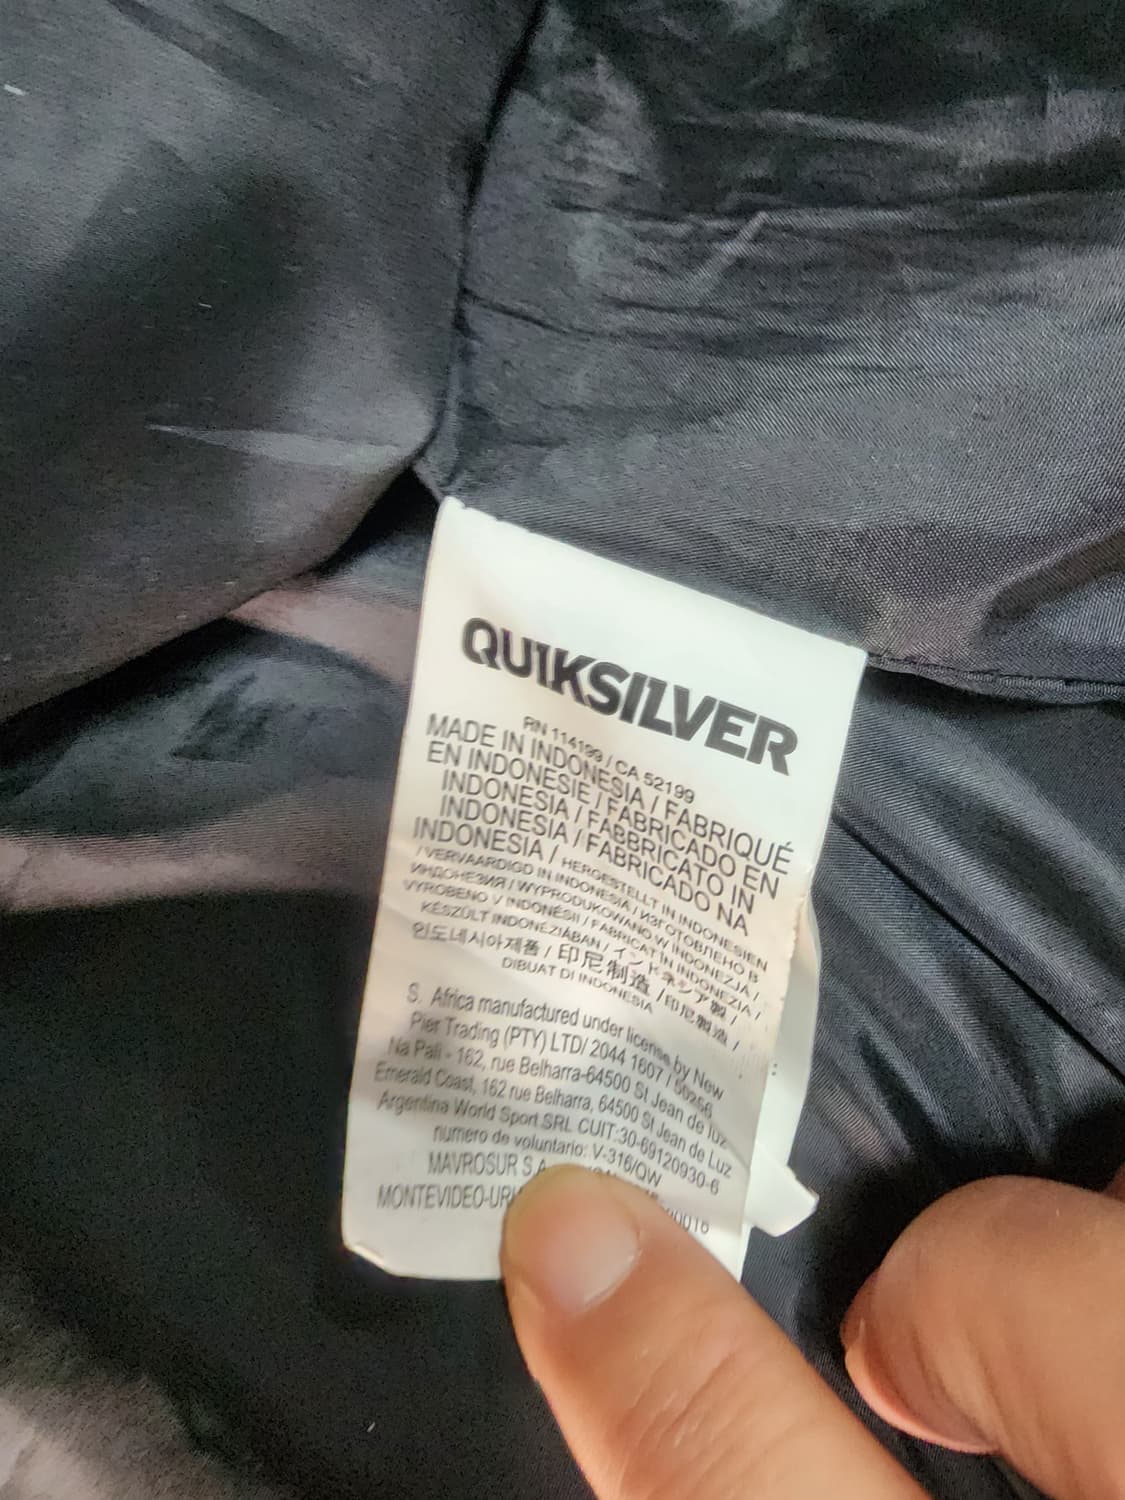 QUIKSILVER
RN 114199 / CA 52199
MADE IN INDONESIA / FABRIQUÉ
EN INDONESIE / FABRICADO EN
INDONESIA / FABBRICATO IN
INDONESIA / FABRICADO NA
INDONESIA / HERGESTELLT IN INDONESIEN
/ VERVAARDIGD IN INDONESIA / ИЗГОТОВЛЕНО В
ИНДОНЕЗИЯ / WYPRODUKOWANO W INDONEZJA /
VYROBENO V INDONÉSII / FABRICAT ÎN INDONEZIA /
KÉSZÜLT INDONÉZIÁBAN / インドネシア製 /
인도네시아제품 / 印尼制造 / 印尼製造 /
DIBUAT DI INDONESIA
S. Africa manufactured under license by New
Pier Trading (PTY) LTD/ 2044 1607 / 50256
Na Pali - 162, rue Belharra-64500 St Jean de luz
Emerald Coast, 162 rue Belharra, 64500 St Jean de Luz
Argentina World Sport SRL CUIT:30-69120930-6
numero de voluntario: V-316/QW
MAVROSUR S.A
MONTEVIDEO-URU